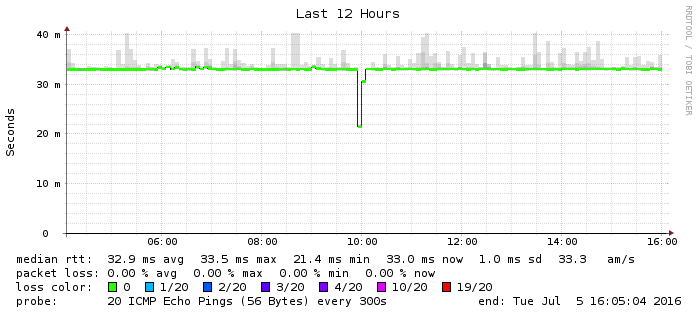 Last 12 Hours
RRDTOOL / TOBI OETIKER
Seconds
40 m
30 m
20 m
10 m
0
06:00 08:00 10:00 12:00 14:00 16:00
median rtt: 32.9 ms avg 33.5 ms max 21.4 ms min 33.0 ms now 1.0 ms sd 33.3 am/s
packet loss: 0.00 % avg 0.00 % max 0.00 % min 0.00 % now
loss color: 0 1/20 2/20 3/20 4/20 10/20 19/20
probe: 20 ICMP Echo Pings (56 Bytes) every 300s end: Tue Jul 5 16:05:04 2016